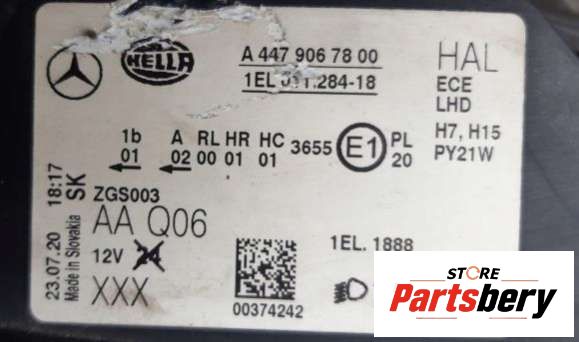 HELLA
A 447 906 78 00
1EL 011.284-18
HAL
ECE
LHD
H7, H15
PY21W
1b A RL HR HC 3655 E1 PL
01 02 00 01 01 20
ZGS003
AA Q06
12V 24
XXX
23.07.20 18:17
Made in Slovakia SK
00374242
1EL. 1888
STORE
Partsbery